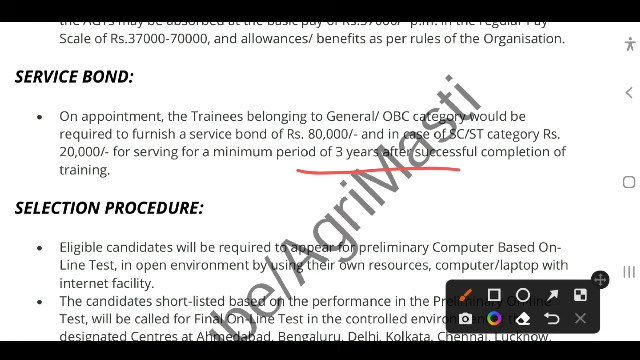 the AGTs may be absorbed at the basic pay of Rs.37000/- p.m. in the regular Pay
Scale of Rs.37000-70000, and allowances/ benefits as per rules of the Organisation.
SERVICE BOND:
• On appointment, the Trainees belonging to General/ OBC category would be
required to furnish a service bond of Rs. 80,000/- and in case of SC/ST category Rs.
20,000/- for serving for a minimum period of 3 years after successful completion of
training.
SELECTION PROCEDURE:
• Eligible candidates will be required to appear for preliminary Computer Based On-
Line Test, in open environment by using their own resources, computer/laptop with
internet facility.
• The candidates short-listed based on the performance in the Preliminary On-line
Test, will be called for Final On-Line Test in the controlled environment
designated Centres at Ahmedabad, Bengaluru, Delhi, Kolkata, Chennai, Lucknow,
be/AgriMasti